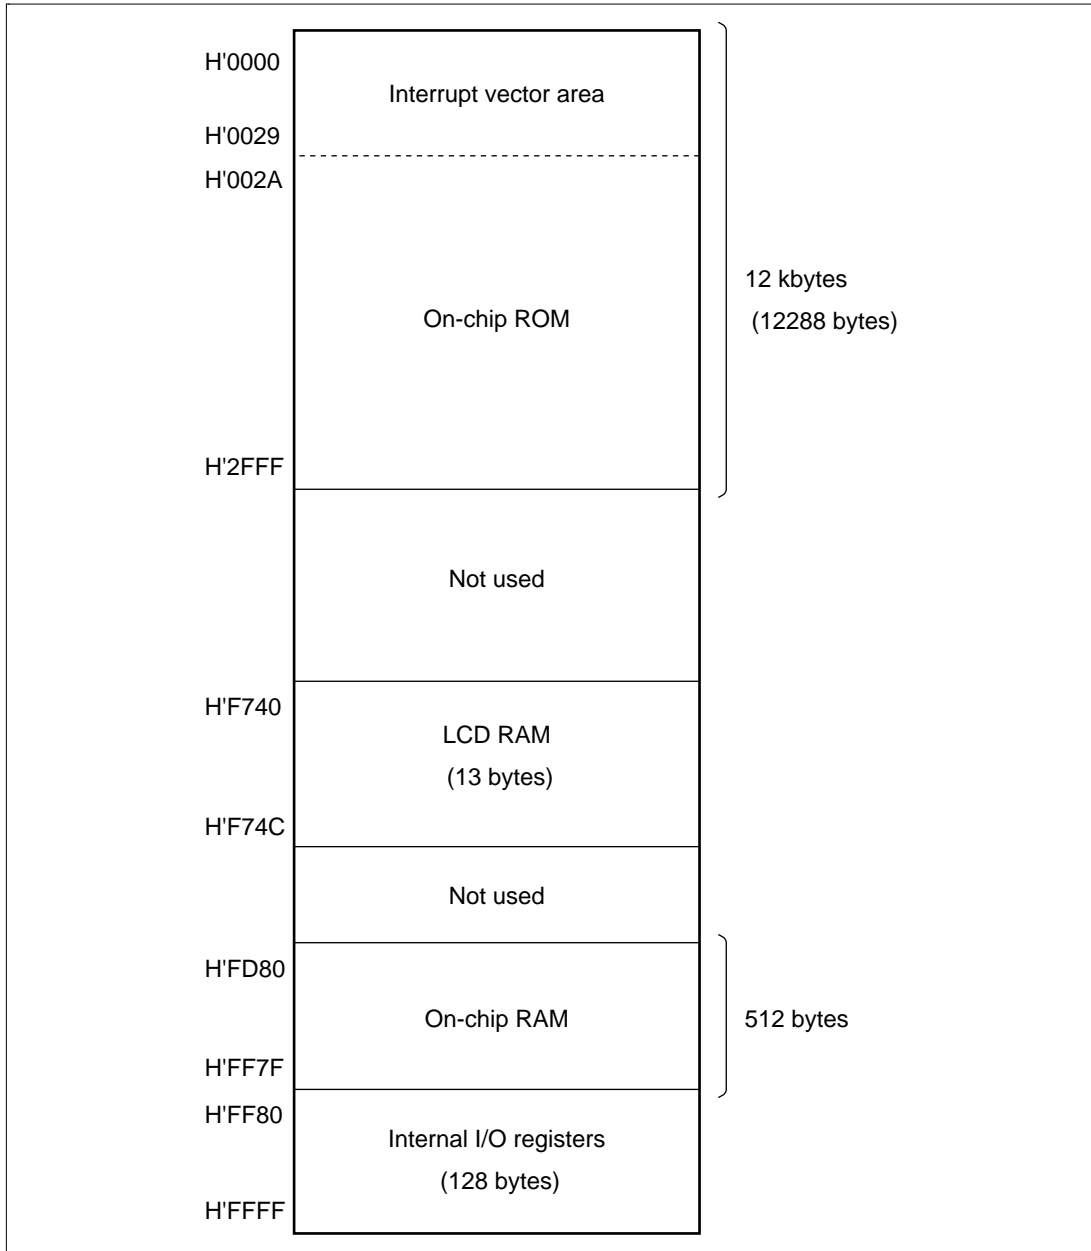 H'0000
Interrupt vector area
H'0029
H'002A
12 kbytes
(12288 bytes)
On-chip ROM
H'2FFF
Not used
H'F740
LCD RAM
(13 bytes)
H'F74C
Not used
H'FD80
On-chip RAM
512 bytes
H'FF7F
H'FF80
Internal I/O registers
(128 bytes)
H'FFFF